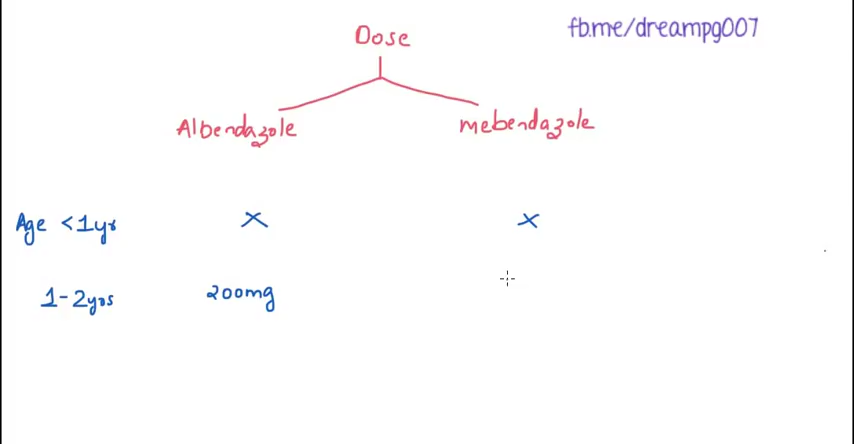 Dose
fb.me/dreampg007
Albendazole
mebendazole
Age <1yr
X
X
1-2yrs
200mg